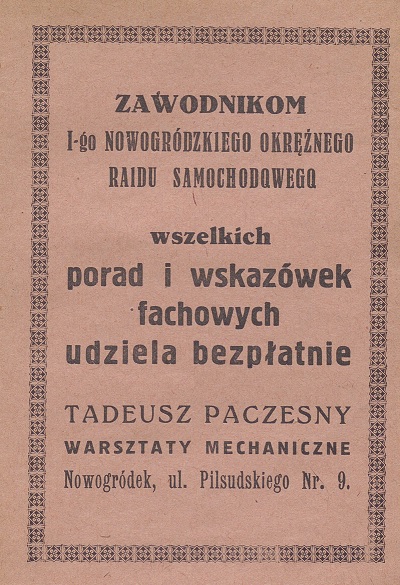 ZAWODNIKOM
I-go NOWOGRÓDZKIEGO OKRĘŻNEGO
RAIDU SAMOCHODOWEGO
wszelkich
porad i wskazówek
fachowych
udziela bezpłatnie
TADEUSZ PACZESNY
WARSZTATY MECHANICZNE
Nowogródek, ul. Pilsudskiego Nr. 9.